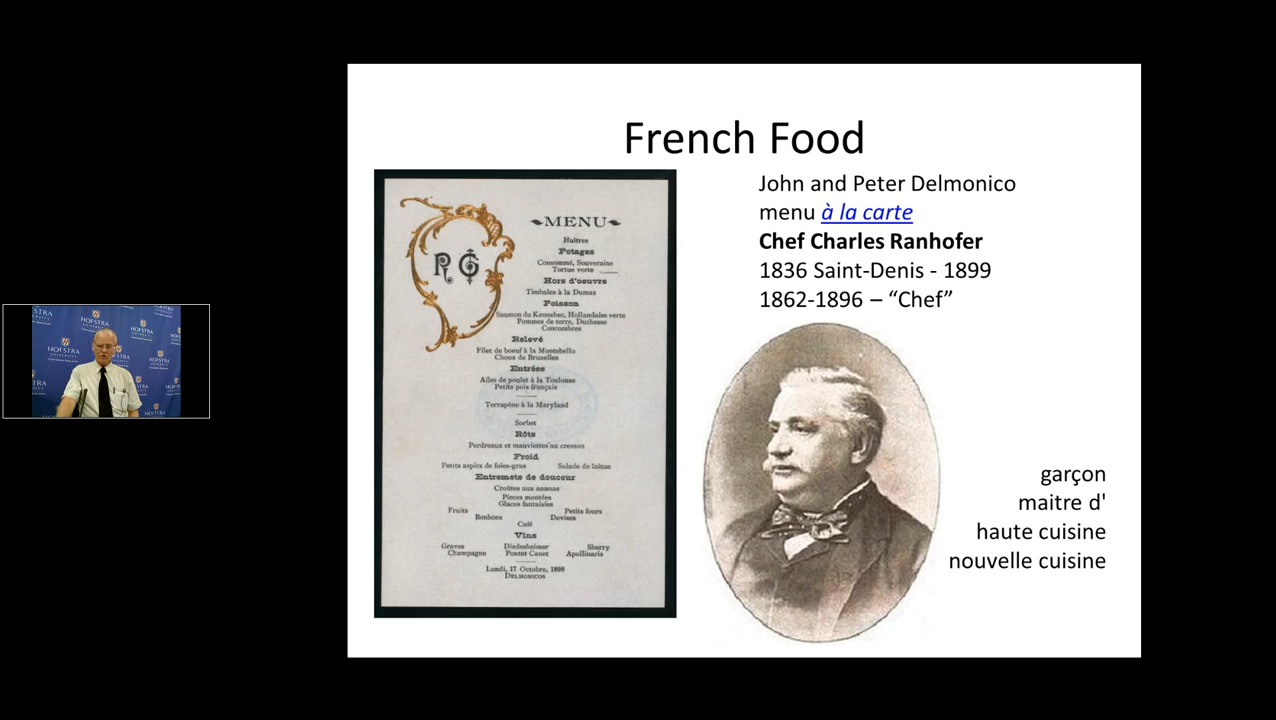 French Food
John and Peter Delmonico
menu à la carte
Chef Charles Ranhofer
1836 Saint-Denis - 1899
1862-1896 – “Chef”
garçon
maitre d'
haute cuisine
nouvelle cuisine
MENU
Huîtres
Potages
Consommé, Souveraine
Tortue verte
Hors d'oeuvre
Timbales à la Dumas
Poisson
Saumon du Kennebec, Hollandaise verte
Pommes de terre, Duchesse
Concombres
Relevé
Filet de boeuf à la Montebello
Choux de Bruxelles
Entrées
Ailes de poulet à la Toulouse
Petits pois français
Terrapine à la Maryland
Sorbet
Rôts
Perdreaux et mauviettes au cresson
Froid
Petits aspics de foies-gras Salade de laitue
Entremets de douceur
Croûtes aux ananas
Pièces montées
Glaces fantaisies
Fruits Petits fours
Bonbons Devises
Café
Vins
Graves Diedesheimer Sherry
Champagne Pontet Canet Apollinaris
Lundi, 17 Octobre, 1898
DELMONICOS
HOFSTRA
UNIVERSITY